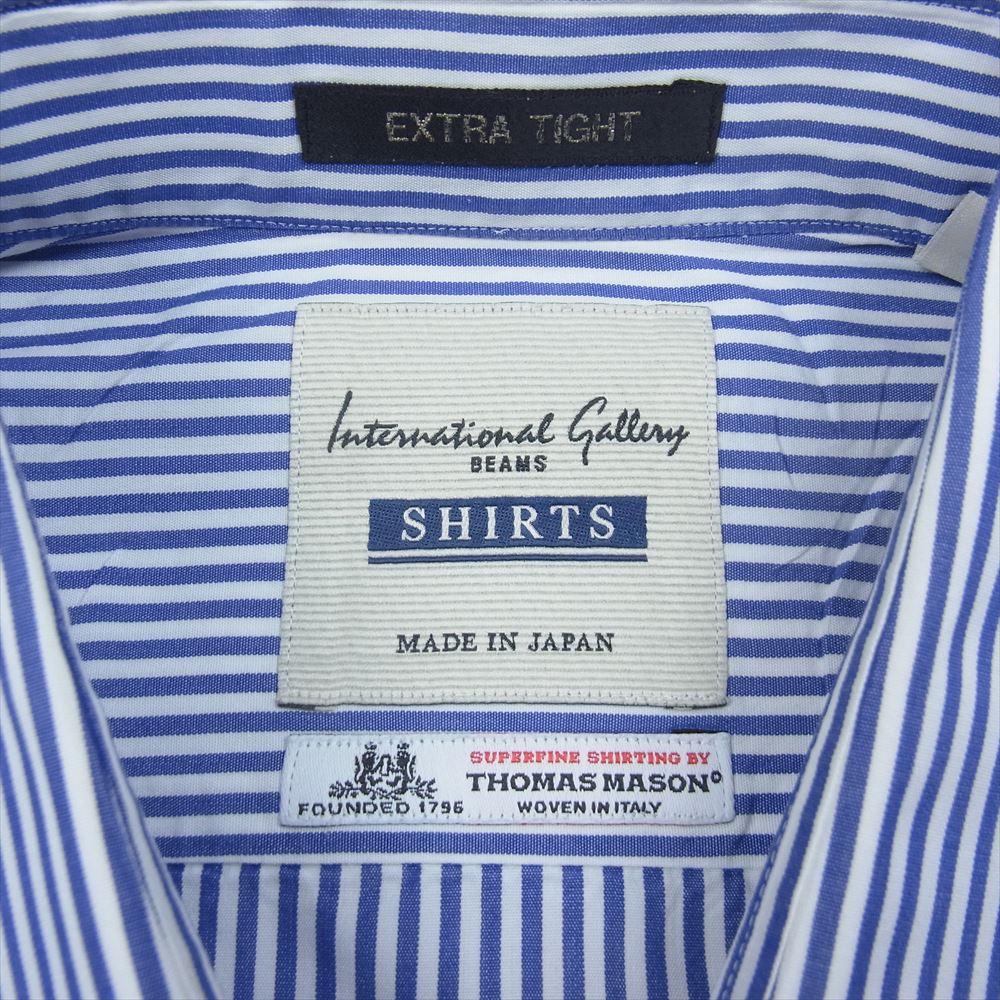 EXTRA TIGHT
International Gallery
BEAMS
SHIRTS
MADE IN JAPAN
SUPERFINE SHIRTING BY
THOMAS MASON
FOUNDED 1796
WOVEN IN ITALY